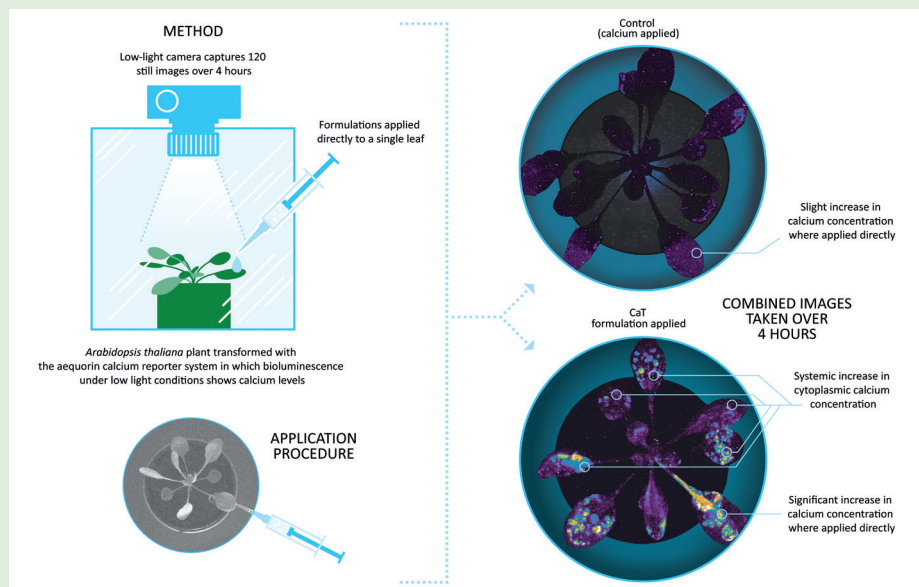 METHOD
Low-light camera captures 120
still images over 4 hours
Formulations applied
directly to a single leaf
Arabidopsis thaliana plant transformed with
the aequorin calcium reporter system in which bioluminescence
under low light conditions shows calcium levels
APPLICATION
PROCEDURE
Control
(calcium applied)
Slight increase in
calcium concentration
where applied directly
COMBINED IMAGES
TAKEN OVER
4 HOURS
CaT
formulation applied
Systemic increase in
cytoplasmic calcium
concentration
Significant increase in
calcium concentration
where applied directly